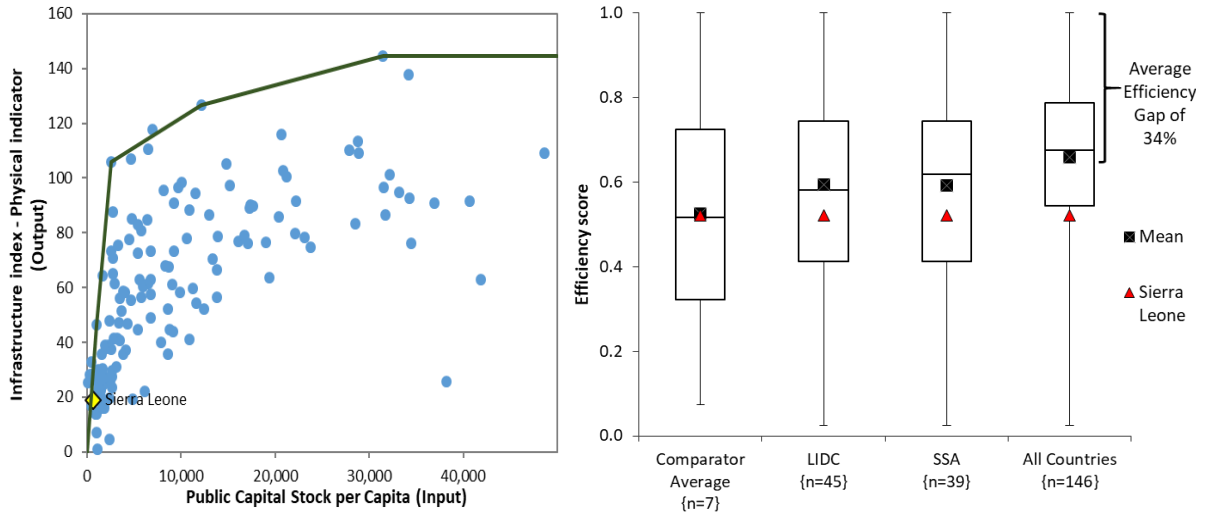 Infrastructure index - Physical indicator
(Output)
160
140
120
100
80
60
40
20
0
Sierra Leone
0
10,000
20,000
30,000
40,000
Public Capital Stock per Capita (Input)
Efficiency score
1.0
0.8
0.6
0.4
0.2
0.0
Average
Efficiency
Gap of
34%
Mean
Sierra
Leone
Comparator
Average
{n=7}
LIDC
{n=45}
SSA
{n=39}
All Countries
{n=146}